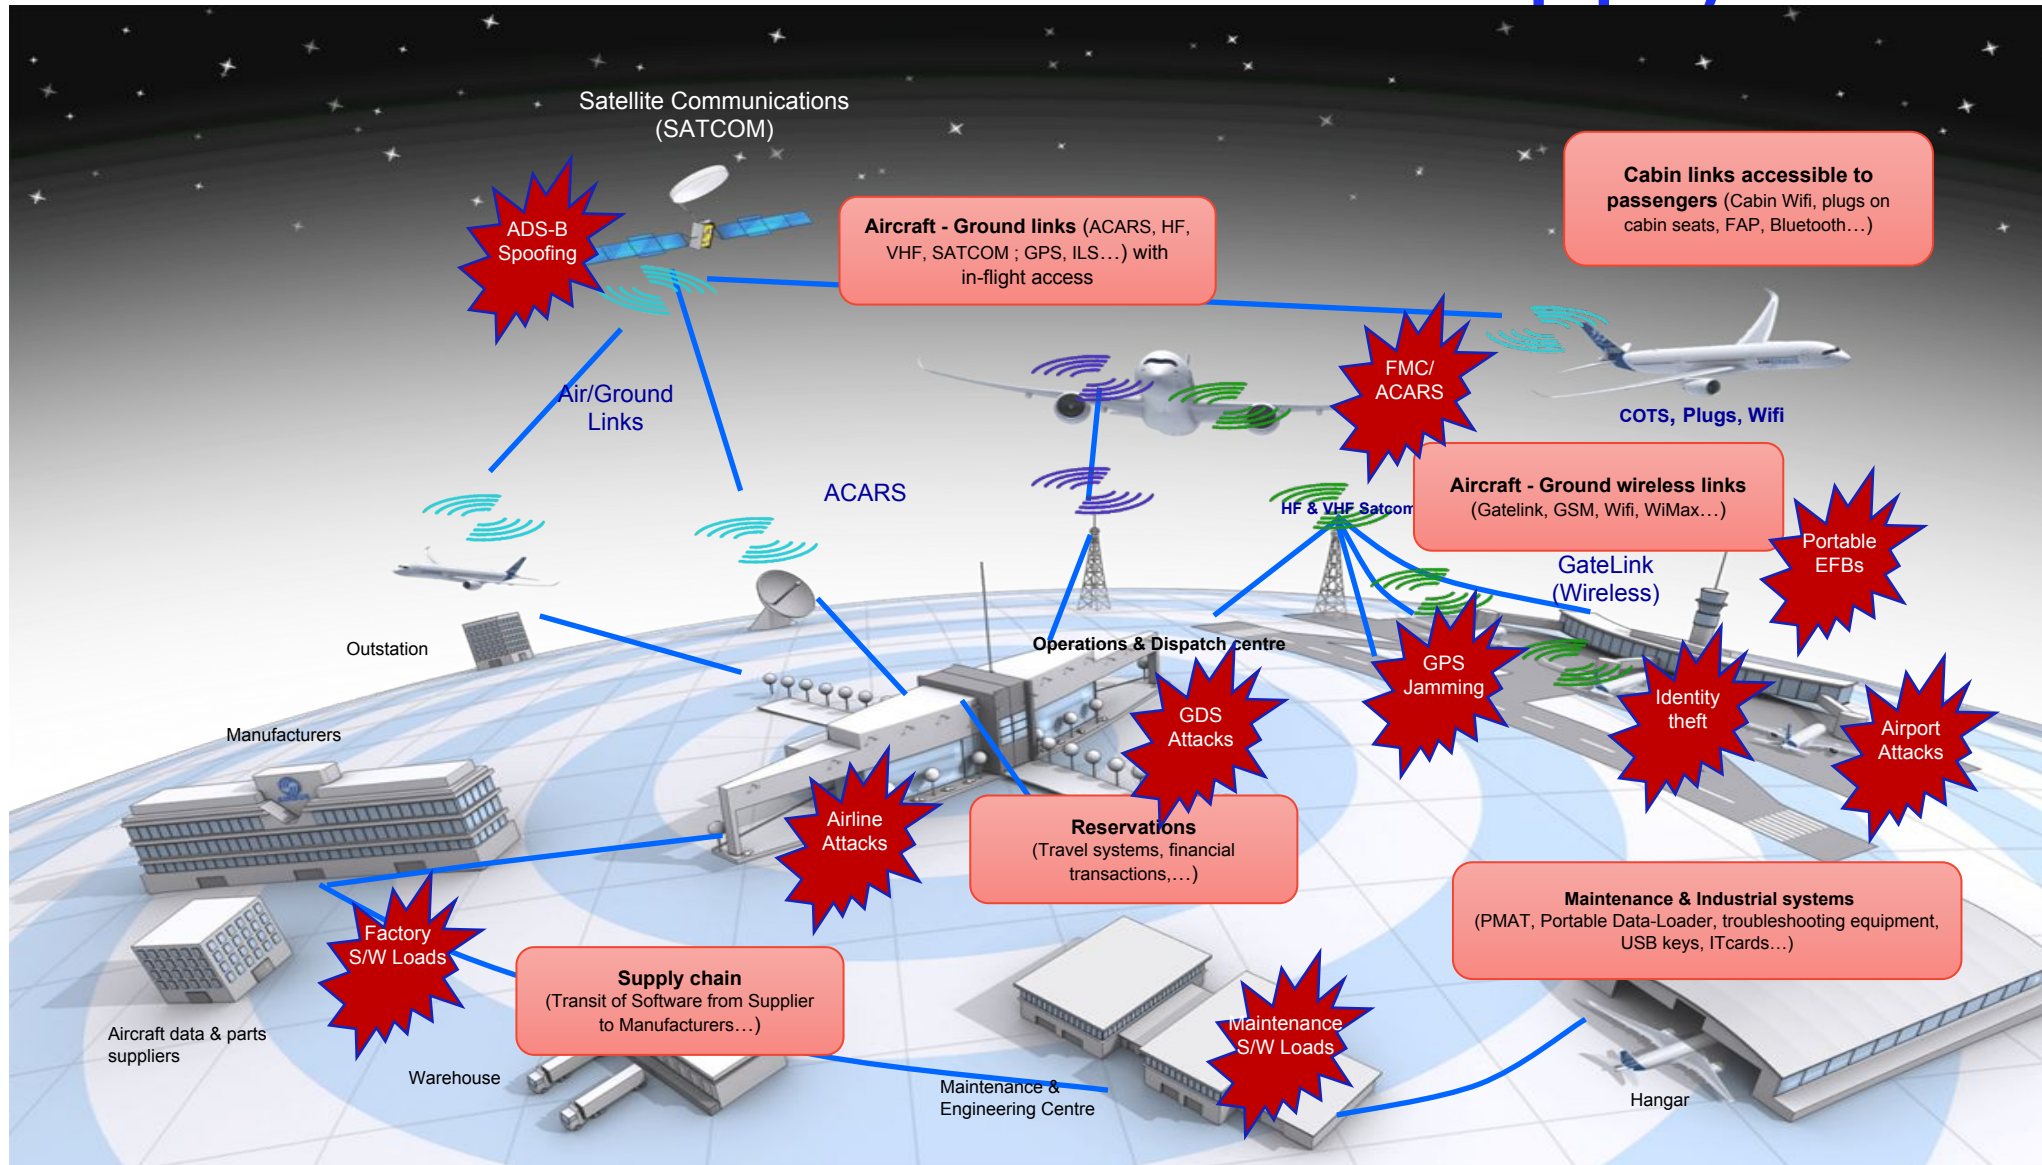 Satellite Communications
(SATCOM)
ADS-B
Spoofing
Aircraft - Ground links (ACARS, HF,
VHF, SATCOM ; GPS, ILS…) with
in-flight access
Cabin links accessible to
passengers (Cabin Wifi, plugs on
cabin seats, FAP, Bluetooth…)
Air/Ground
Links
FMC/
ACARS
COTS, Plugs, Wifi
ACARS
HF & VHF Satcom
Aircraft - Ground wireless links
(Gatelink, GSM, Wifi, WiMax…)
Portable
EFBs
GateLink
(Wireless)
Outstation
Operations & Dispatch centre
GPS
Jamming
Identity
theft
GDS
Attacks
Airport
Attacks
Manufacturers
Airline
Attacks
Reservations
(Travel systems, financial
transactions,…)
Maintenance & Industrial systems
(PMAT, Portable Data-Loader, troubleshooting equipment,
USB keys, ITcards…)
Factory
S/W Loads
Supply chain
(Transit of Software from Supplier
to Manufacturers…)
Aircraft data & parts
suppliers
Warehouse
Maintenance
S/W Loads
Maintenance &
Engineering Centre
Hangar